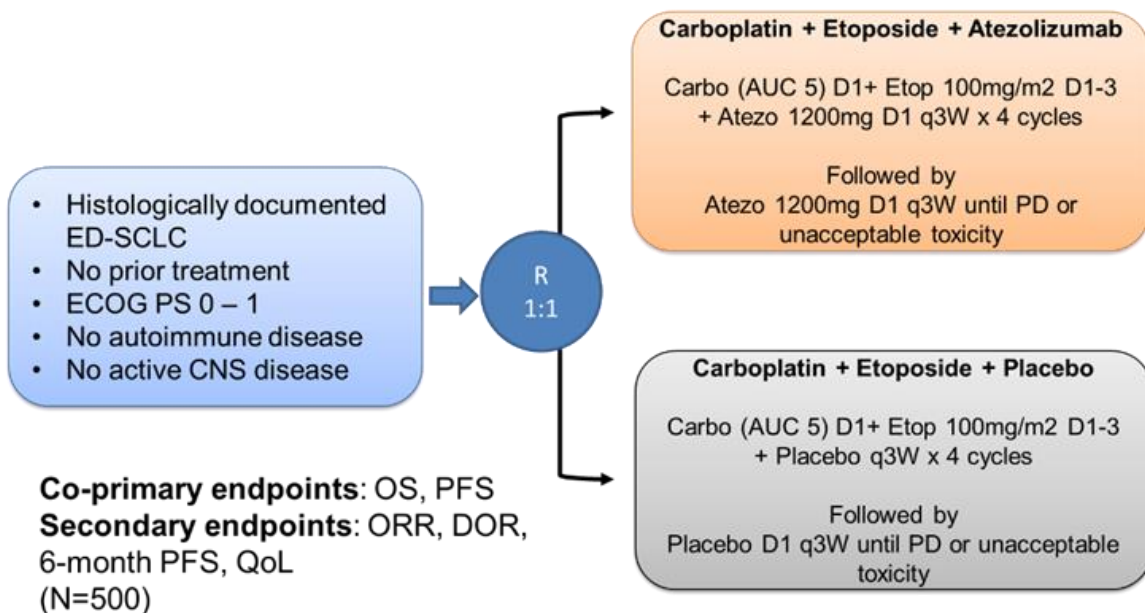 • Histologically documented
ED-SCLC
• No prior treatment
• ECOG PS 0 – 1
• No autoimmune disease
• No active CNS disease
R
1:1
Carboplatin + Etoposide + Atezolizumab
Carbo (AUC 5) D1+ Etop 100mg/m2 D1-3
+ Atezo 1200mg D1 q3W x 4 cycles
Followed by
Atezo 1200mg D1 q3W until PD or
unacceptable toxicity
Carboplatin + Etoposide + Placebo
Carbo (AUC 5) D1+ Etop 100mg/m2 D1-3
+ Placebo q3W x 4 cycles
Followed by
Placebo D1 q3W until PD or unacceptable
toxicity
Co-primary endpoints: OS, PFS
Secondary endpoints: ORR, DOR,
6-month PFS, QoL
(N=500)